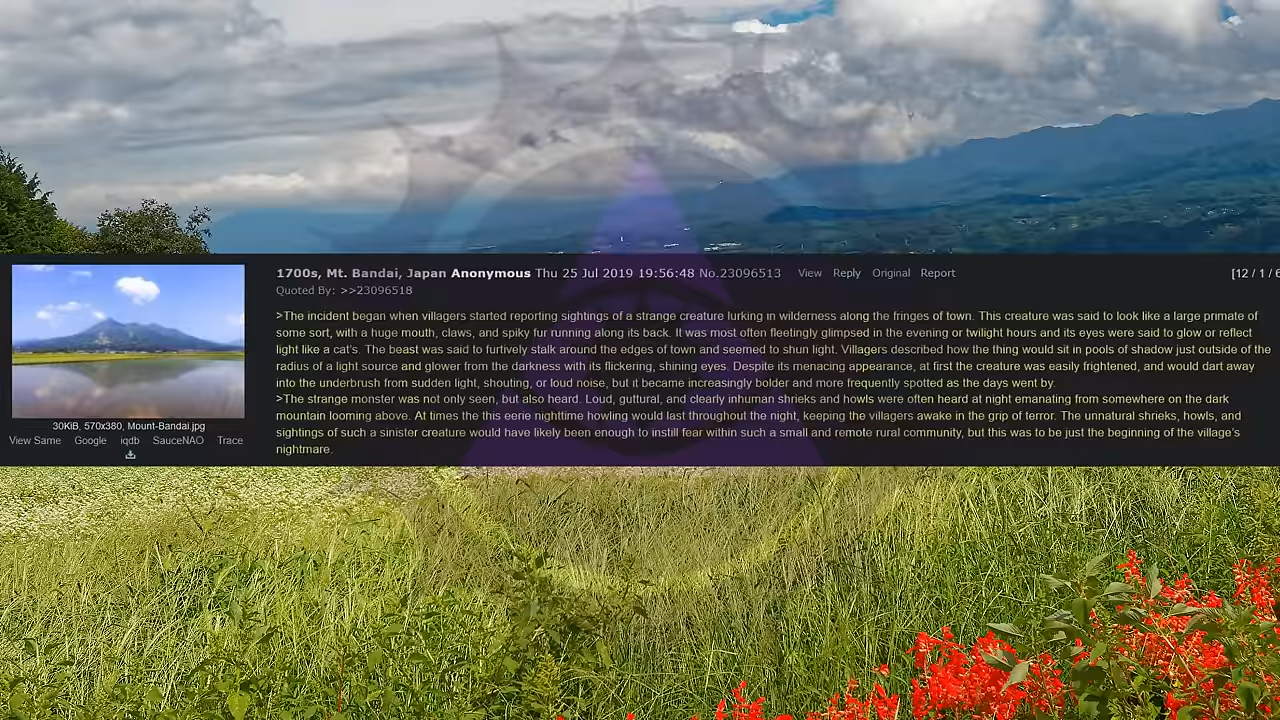 1700s, Mt. Bandai, Japan Anonymous Thu 25 Jul 2019 19:56:48 No.23096513 View Reply Original Report [12 / 1 / 6
Quoted By: >>23096518
>The incident began when villagers started reporting sightings of a strange creature lurking in wilderness along the fringes of town. This creature was said to look like a large primate of
some sort, with a huge mouth, claws, and spiky fur running along its back. It was most often fleetingly glimpsed in the evening or twilight hours and its eyes were said to glow or reflect
light like a cat's. The beast was said to furtively stalk around the edges of town and seemed to shun light. Villagers described how the thing would sit in pools of shadow just outside of the
radius of a light source and glower from the darkness with its flickering, shining eyes. Despite its menacing appearance, at first the creature was easily frightened, and would dart away
into the underbrush from sudden light, shouting, or loud noise, but it became increasingly bolder and more frequently spotted as the days went by.
>The strange monster was not only seen, but also heard. Loud, guttural, and clearly inhuman shrieks and howls were often heard at night emanating from somewhere on the dark
mountain looming above. At times the this eerie nighttime howling would last throughout the night, keeping the villagers awake in the grip of terror. The unnatural shrieks, howls, and
sightings of such a sinister creature would have likely been enough to instill fear within such a small and remote rural community, but this was to be just the beginning of the village's
nightmare.
30KiB, 570x380, Mount-Bandai.jpg
View Same Google iqdb SauceNAO Trace